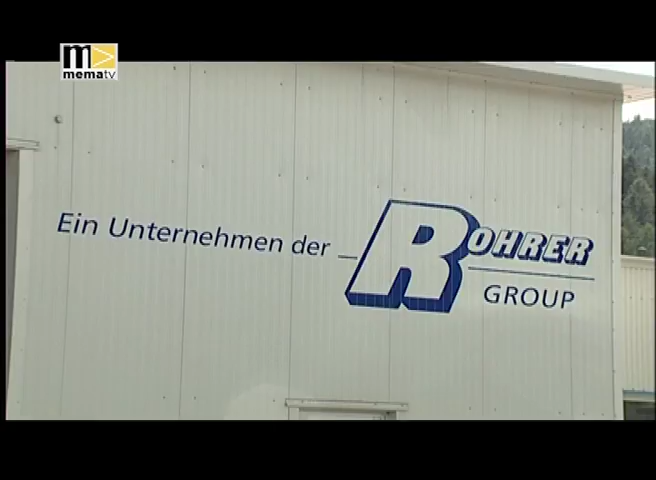 m>
mematv
Ein Unternehmen der ROHRER
GROUP